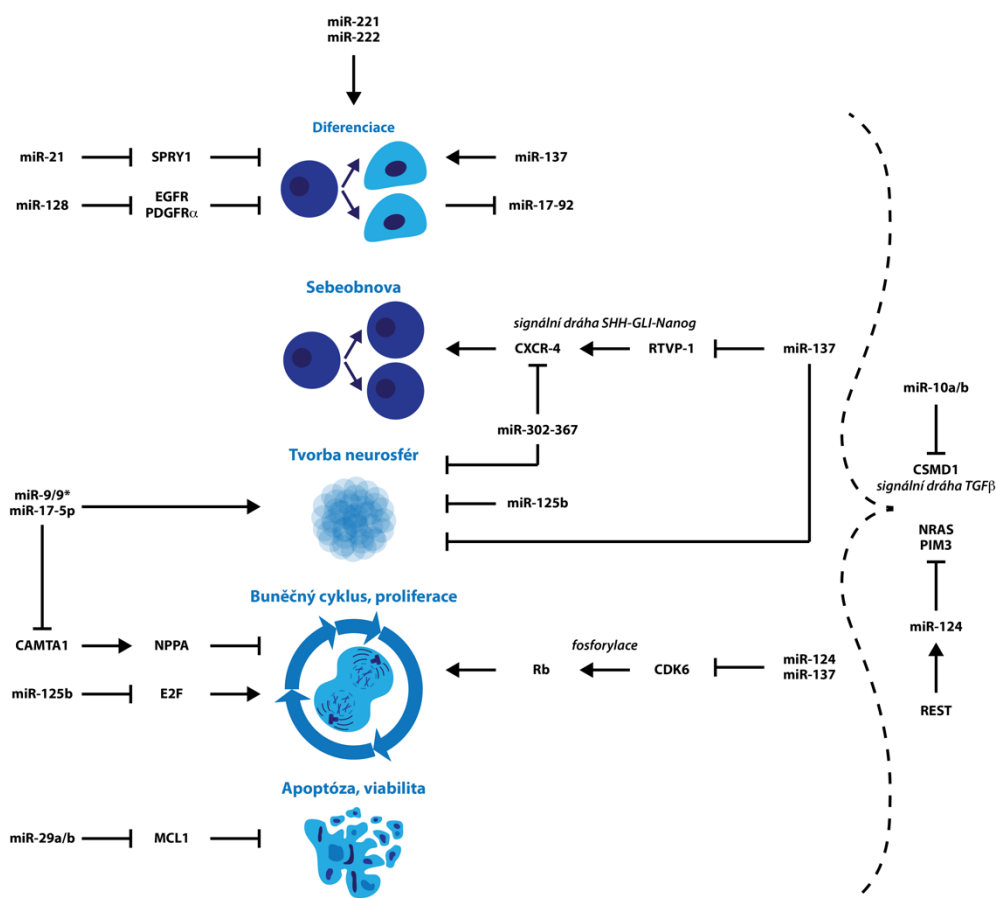 miR-221
miR-222
Diferenciace
miR-21
SPRY1
miR-137
miR-128
EGFR
PDGFRα
miR-17-92
Sebeobnova
signální dráha SHH-GLI-Nanog
CXCR-4
RTVP-1
miR-137
miR-10a/b
miR-302-367
Tvorba neurosfér
CSMD1
signální dráha TGFβ
miR-9/9*
miR-17-5p
miR-125b
NRAS
PIM3
Buněčný cyklus, proliferace
miR-124
CAMTA1
NPPA
fosforylace
Rb
CDK6
miR-124
miR-137
miR-125b
E2F
REST
Apoptóza, viabilita
miR-29a/b
MCL1